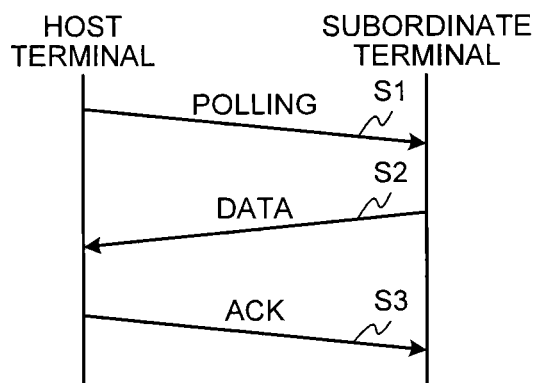 HOST
TERMINAL
SUBORDINATE
TERMINAL
POLLING
S1
DATA
S2
ACK
S3